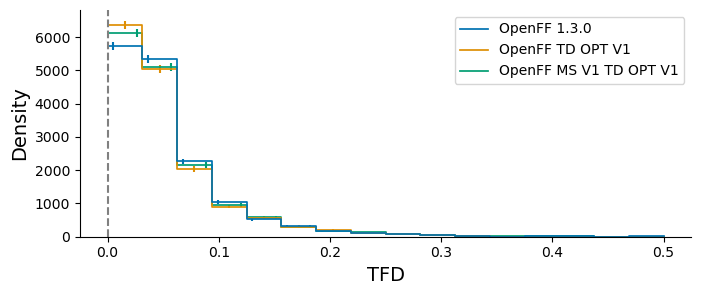 OpenFF 1.3.0
OpenFF TD OPT V1
OpenFF MS V1 TD OPT V1
Density
6000
5000
4000
3000
2000
1000
0
0.0 0.1 0.2 0.3 0.4 0.5
TFD